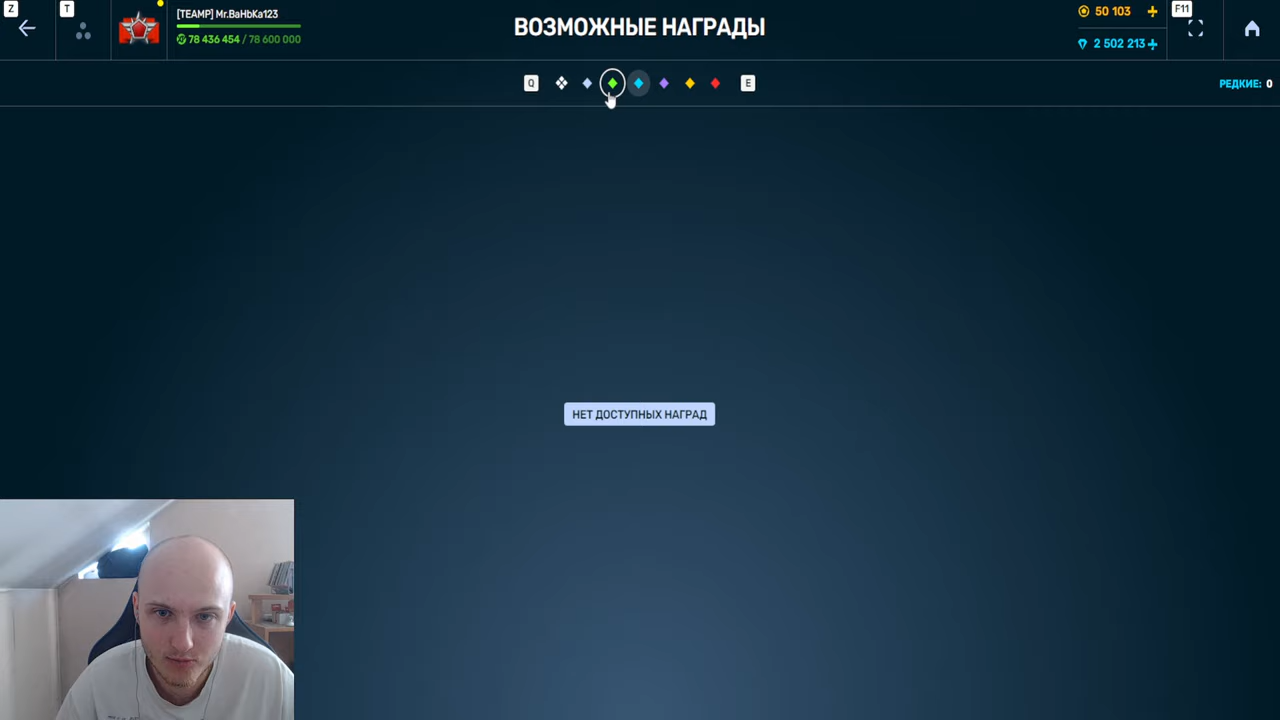 Z
T
[TEAMP] Mr.BaHbKa123
78 436 454 / 78 600 000
ВОЗМОЖНЫЕ НАГРАДЫ
50 103
2 502 213
F11
Q
E
РЕДКИЕ: 0
НЕТ ДОСТУПНЫХ НАГРАД